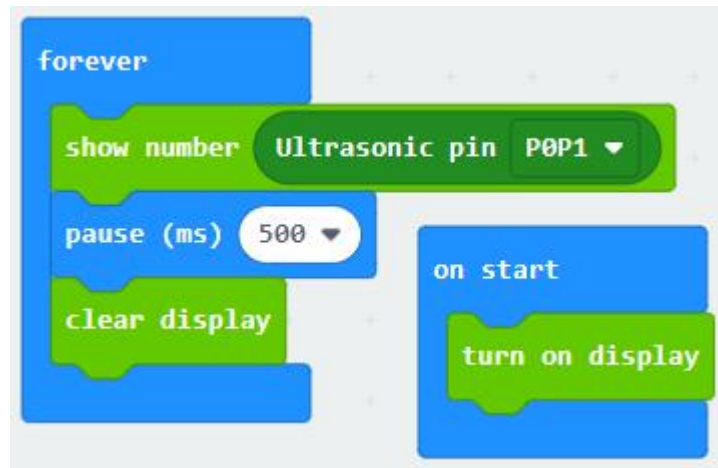 forever
show number Ultrasonic pin P0P1
pause (ms) 500
clear display
on start
turn on display